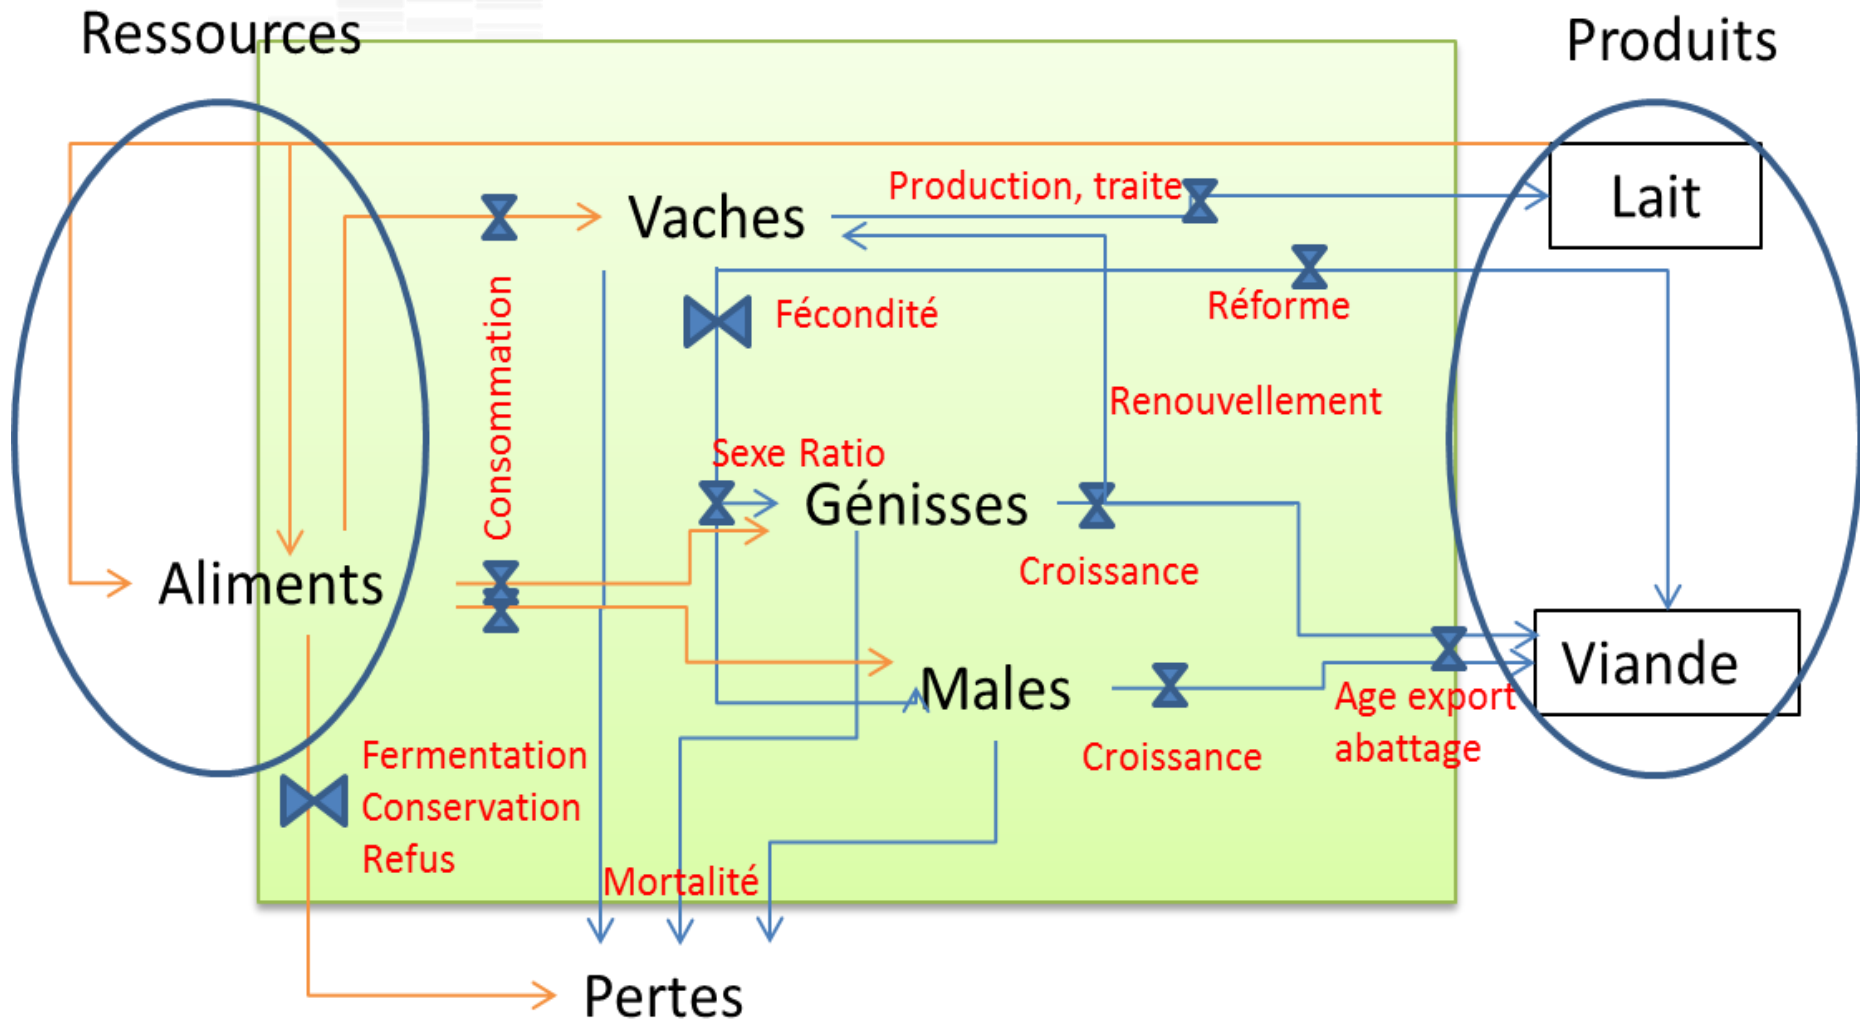 Ressources
Produits
Production, traite
Lait
Vaches
Consommation
Fécondité
Réforme
Renouvellement
Sexe Ratio
Génisses
Croissance
Aliments
Viande
Males
Age export
abattage
Croissance
Fermentation
Conservation
Refus
Mortalité
Pertes